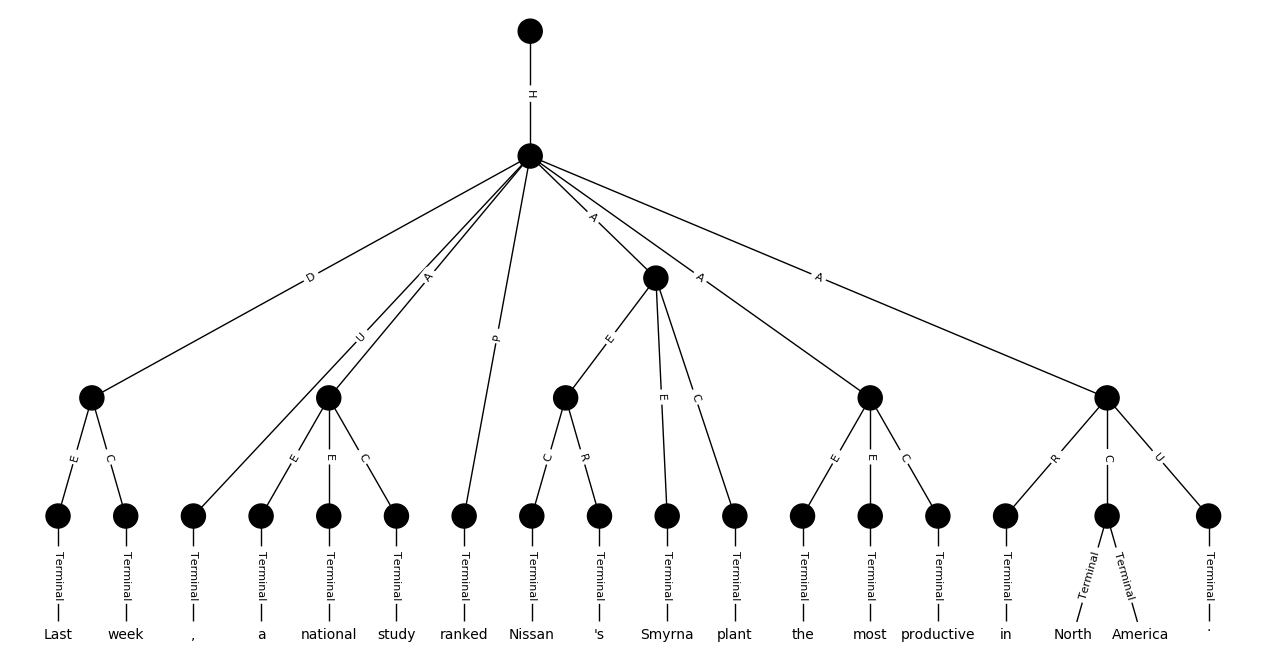 H
A
D
A
A
A
U
P
E
E
C
E
E
C
E
C
C
R
E
E
C
R
C
U
Terminal Terminal Terminal Terminal Terminal Terminal Terminal Terminal Terminal Terminal Terminal Terminal Terminal Terminal Terminal Terminal Terminal Terminal
Last week , a national study ranked Nissan 's Smyrna plant the most productive in North America .